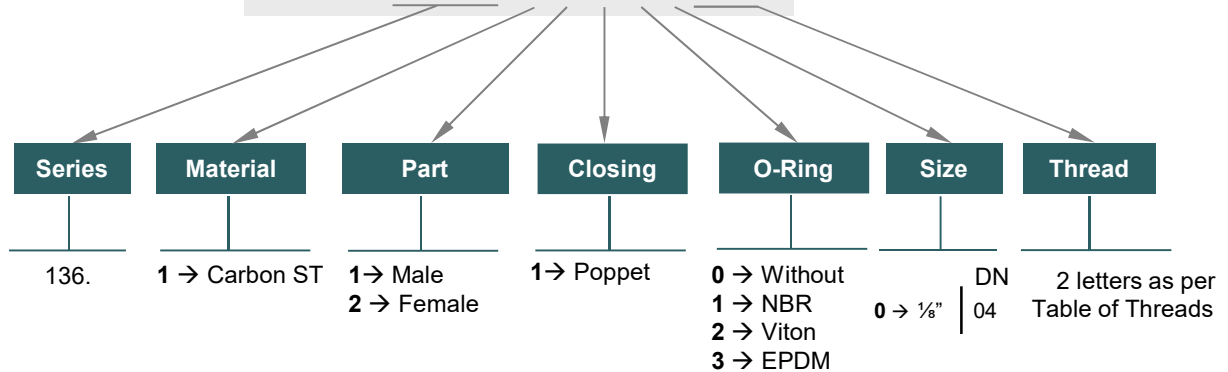 Series
Material
Part
Closing
O-Ring
Size
Thread
136.
1 → Carbon ST
1→ Male
2 → Female
1→ Poppet
0 → Without
1 → NBR
2 → Viton
3 → EPDM
DN
0 → ⅛" 04
2 letters as per
Table of Threads